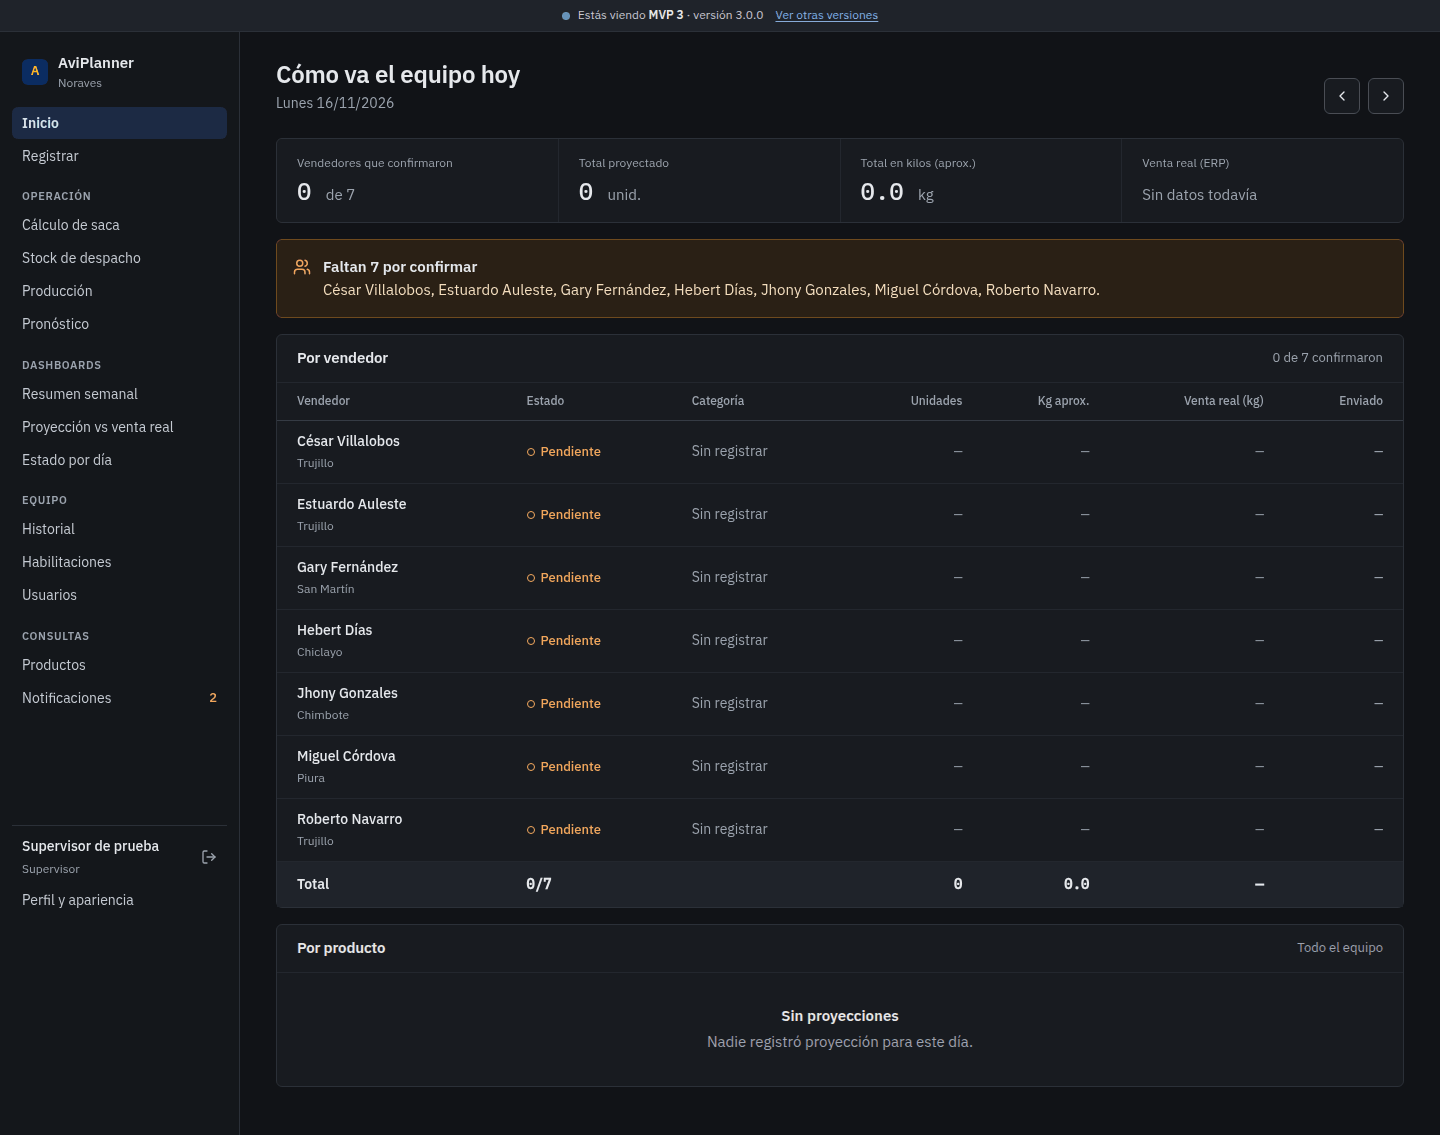 Estás viendo MVP 3 · versión 3.0.0 Ver otras versiones
A
AviPlanner
Noraves
Inicio
Registrar
OPERACIÓN
Cálculo de saca
Stock de despacho
Producción
Pronóstico
DASHBOARDS
Resumen semanal
Proyección vs venta real
Estado por día
EQUIPO
Historial
Habilitaciones
Usuarios
CONSULTAS
Productos
Notificaciones 2
Supervisor de prueba
Supervisor
Perfil y apariencia
Cómo va el equipo hoy
Lunes 16/11/2026
Vendedores que confirmaron
0 de 7
Total proyectado
0 unid.
Total en kilos (aprox.)
0.0 kg
Venta real (ERP)
Sin datos todavía
Faltan 7 por confirmar
César Villalobos, Estuardo Auleste, Gary Fernández, Hebert Días, Jhony Gonzales, Miguel Córdova, Roberto Navarro.
Por vendedor 0 de 7 confirmaron
Vendedor Estado Categoría Unidades Kg aprox. Venta real (kg) Enviado
César Villalobos
Trujillo
Pendiente Sin registrar – – – –
Estuardo Auleste
Trujillo
Pendiente Sin registrar – – – –
Gary Fernández
San Martín
Pendiente Sin registrar – – – –
Hebert Días
Chiclayo
Pendiente Sin registrar – – – –
Jhony Gonzales
Chimbote
Pendiente Sin registrar – – – –
Miguel Córdova
Piura
Pendiente Sin registrar – – – –
Roberto Navarro
Trujillo
Pendiente Sin registrar – – – –
Total 0/7 0 0.0 –
Por producto Todo el equipo
Sin proyecciones
Nadie registró proyección para este día.